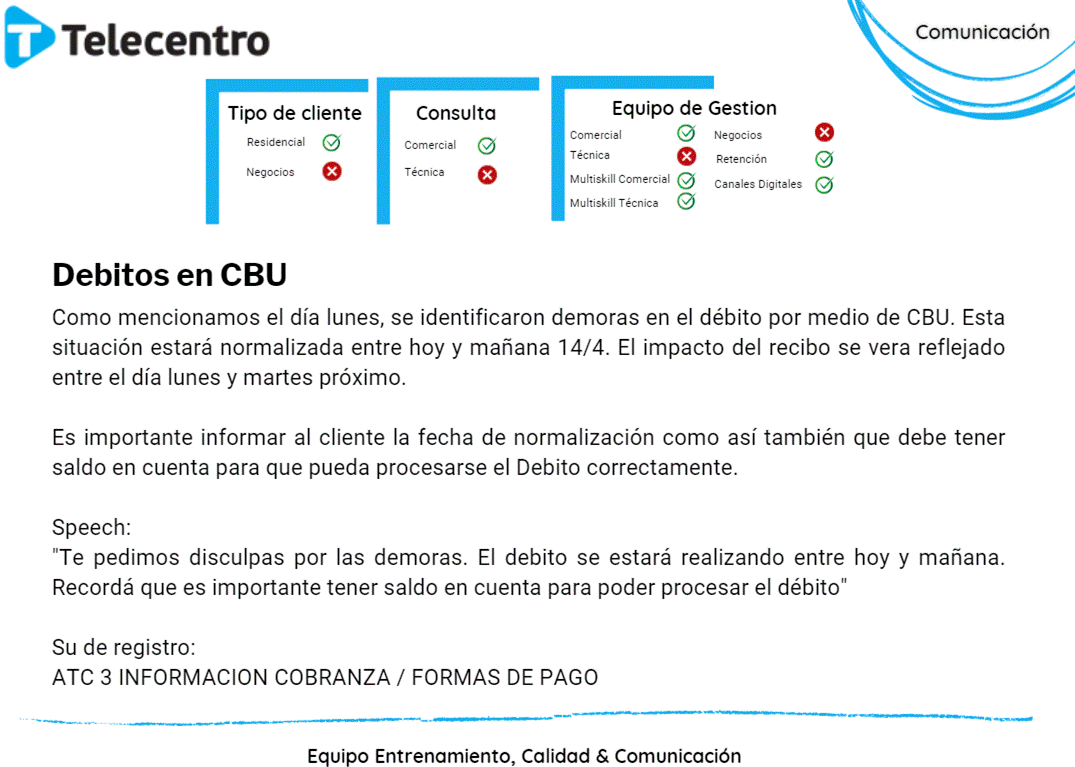 Telecentro
Comunicación
Tipo de cliente
Residencial
Negocios
Consulta
Comercial
Técnica
Equipo de Gestion
Comercial
Técnica
Multiskill Comercial
Multiskill Técnica
Negocios
Retención
Canales Digitales
Debitos en CBU
Como mencionamos el día lunes, se identificaron demoras en el débito por medio de CBU. Esta
situación estará normalizada entre hoy y mañana 14/4. El impacto del recibo se vera reflejado
entre el día lunes y martes próximo.
Es importante informar al cliente la fecha de normalización como así también que debe tener
saldo en cuenta para que pueda procesarse el Debito correctamente.
Speech:
"Te pedimos disculpas por las demoras. El debito se estará realizando entre hoy y mañana.
Recordá que es importante tener saldo en cuenta para poder procesar el débito"
Su de registro:
ATC 3 INFORMACION COBRANZA / FORMAS DE PAGO
Equipo Entrenamiento, Calidad & Comunicación